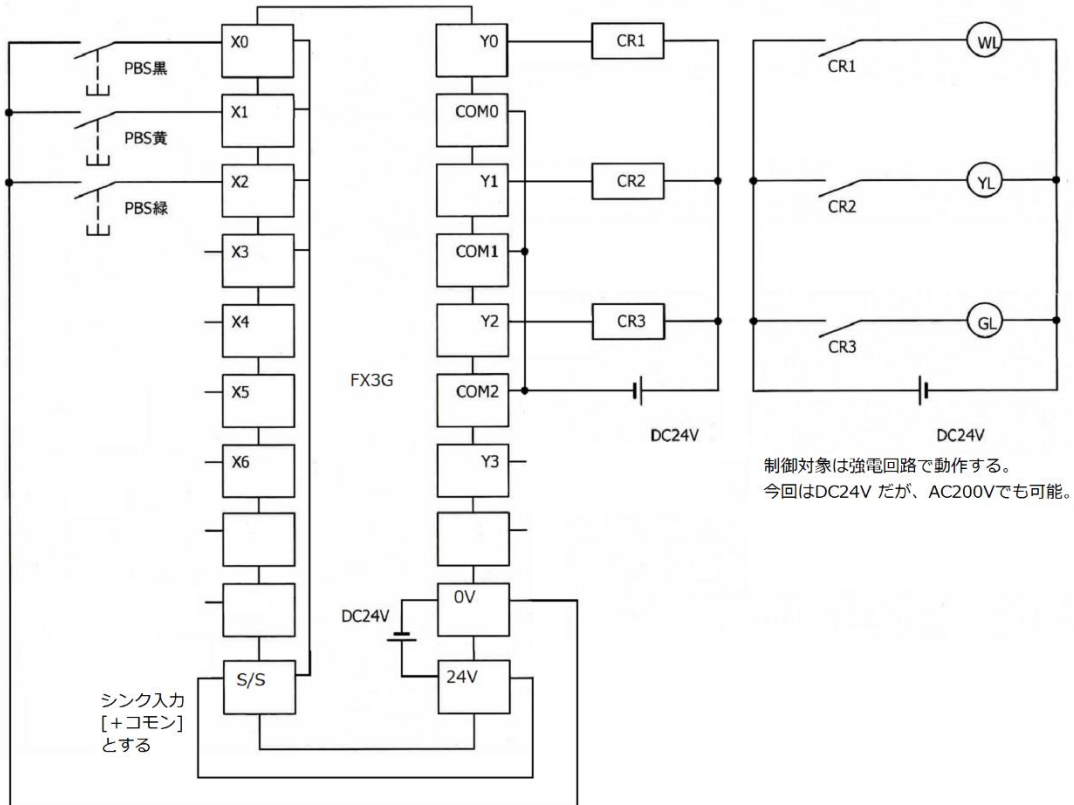 X0
PBS黒
X1
PBS黄
X2
PBS緑
X3
X4
X5
X6
S/S
シンク入力
[+コモン]
とする
FX3G
Y0
COM0
Y1
COM1
Y2
COM2
Y3
0V
DC24V
24V
CR1
CR2
CR3
DC24V
CR1
WL
CR2
YL
CR3
GL
DC24V
制御対象は強電回路で動作する。
今回はDC24V だが、AC200Vでも可能。